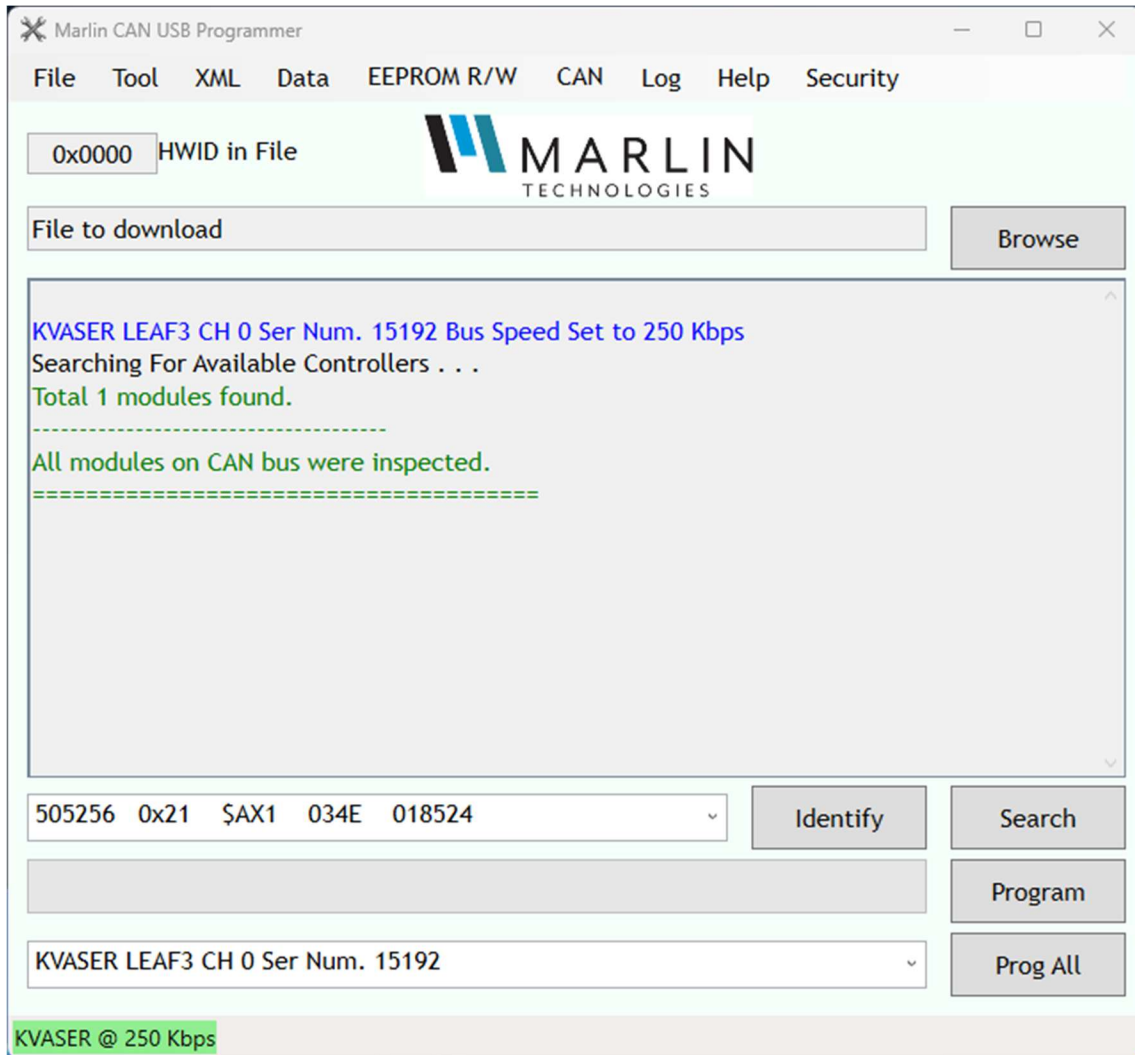 Marlin CAN USB Programmer
File Tool XML Data EEPROM R/W CAN Log Help Security
0x0000 HWID in File
MARLIN
TECHNOLOGIES
File to download
Browse
KVASER LEAF3 CH 0 Ser Num. 15192 Bus Speed Set to 250 Kbps
Searching For Available Controllers . . .
Total 1 modules found.
--------------------------------------
All modules on CAN bus were inspected.
======================================
505256 0x21 $AX1 034E 018524
Identify
Search
Program
KVASER LEAF3 CH 0 Ser Num. 15192
Prog All
KVASER @ 250 Kbps